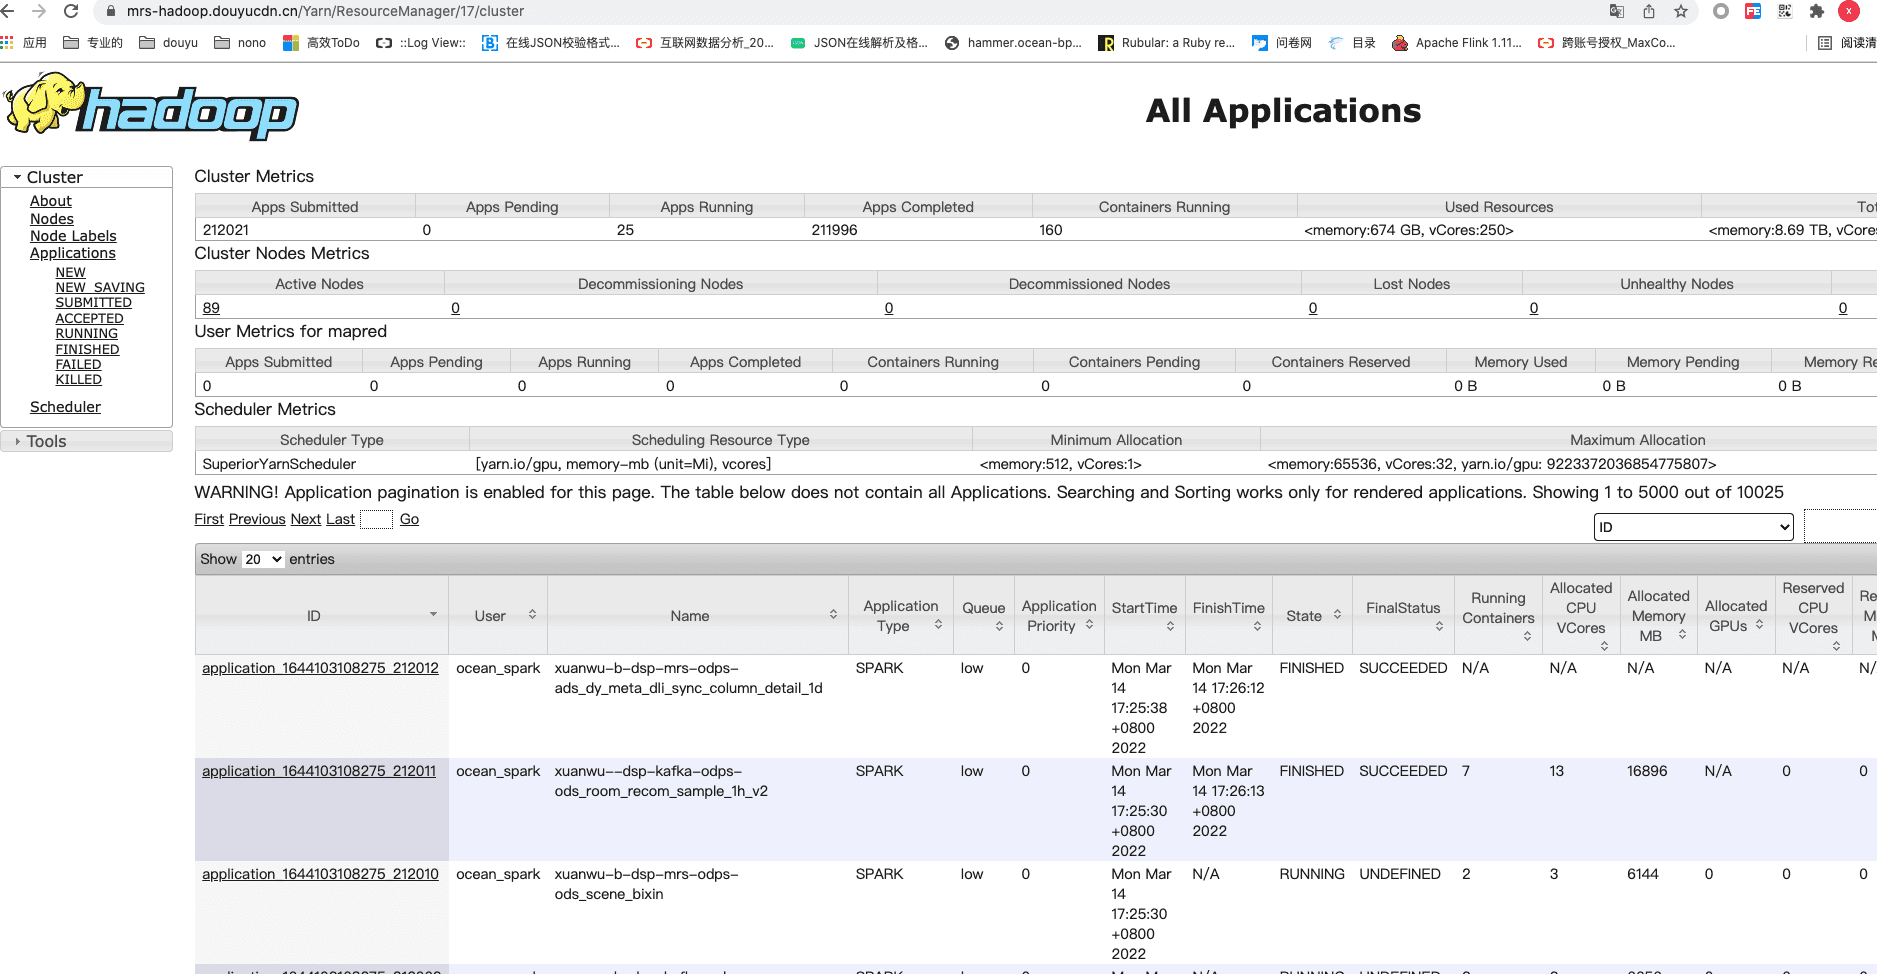 mrs-hadoop.douyucdn.cn/Yarn/ResourceManager/17/cluster
应用 专业的 douyu nono 高效ToDo ::Log View:: 在线JSON校验格式... 互联网数据分析_20... JSON在线解析及格... hammer.ocean-bp... Rubular: a Ruby re... 问卷网 目录 Apache Flink 1.11... 跨账号授权_MaxCo... 阅读清
hadoop
All Applications
Cluster
About
Nodes
Node Labels
Applications
NEW
NEW_SAVING
SUBMITTED
ACCEPTED
RUNNING
FINISHED
FAILED
KILLED
Scheduler
Tools
Cluster Metrics
Apps Submitted Apps Pending Apps Running Apps Completed Containers Running Used Resources Tot
212021 0 25 211996 160 <memory:674 GB, vCores:250> <memory:8.69 TB, vCore
Cluster Nodes Metrics
Active Nodes Decommissioning Nodes Decommissioned Nodes Lost Nodes Unhealthy Nodes
89 0 0 0 0 0
User Metrics for mapred
Apps Submitted Apps Pending Apps Running Apps Completed Containers Running Containers Pending Containers Reserved Memory Used Memory Pending Memory Re
0 0 0 0 0 0 0 0 B 0 B 0 B
Scheduler Metrics
Scheduler Type Scheduling Resource Type Minimum Allocation Maximum Allocation
SuperiorYarnScheduler [yarn.io/gpu, memory-mb (unit=Mi), vcores] <memory:512, vCores:1> <memory:65536, vCores:32, yarn.io/gpu: 9223372036854775807>
WARNING! Application pagination is enabled for this page. The table below does not contain all Applications. Searching and Sorting works only for rendered applications. Showing 1 to 5000 out of 10025
First Previous Next Last Go
ID
Show 20 entries
ID User Name Application Type Queue Application Priority StartTime FinishTime State FinalStatus Running Containers Allocated CPU VCores Allocated Memory MB Allocated GPUs Reserved CPU VCores Re M M
application_1644103108275_212012 ocean_spark xuanwu-b-dsp-mrs-odps- SPARK low 0 Mon Mar Mon Mar FINISHED SUCCEEDED N/A N/A N/A N/A N/A N/
ads_dy_meta_dli_sync_column_detail_1d 14 14 17:26:12
17:25:38 +0800
+0800 2022
2022
application_1644103108275_212011 ocean_spark xuanwu--dsp-kafka-odps- SPARK low 0 Mon Mar Mon Mar FINISHED SUCCEEDED 7 13 16896 N/A 0 0
ods_room_recom_sample_1h_v2 14 14 17:26:13
17:25:30 +0800
+0800 2022
2022
application_1644103108275_212010 ocean_spark xuanwu-b-dsp-mrs-odps- SPARK low 0 Mon Mar N/A RUNNING UNDEFINED 2 3 6144 0 0 0
ods_scene_bixin 14
17:25:30
+0800
2022